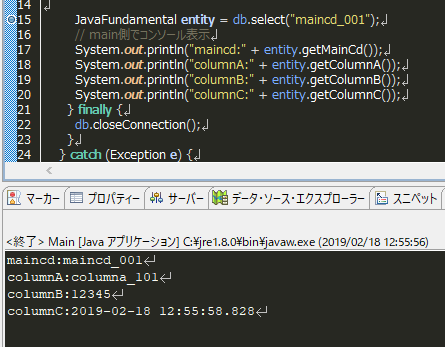 14 ↲
15 JavaFundamental entity = db.select("maincd_001");↲
16 // main側でコンソール表示
17 System.out.println("maincd:" + entity.getMainCd());↲
18 System.out.println("columnA:" + entity.getColumnA());↲
19 System.out.println("columnB:" + entity.getColumnB());↲
20 System.out.println("columnC:" + entity.getColumnC());↲
21 } finally {↲
22 db.closeConnection();↲
23 }↲
24 } catch (Exception e) {↲
マーカー プロパティー サーバー データ・ソース・エクスプローラー スニペット
<終了> Main [Java アプリケーション] C:¥jre1.8.0¥bin¥javaw.exe (2019/02/18 12:55:56)
maincd:maincd_001↲
columnA:columna_101↲
columnB:12345↲
columnC:2019-02-18 12:55:58.828↲